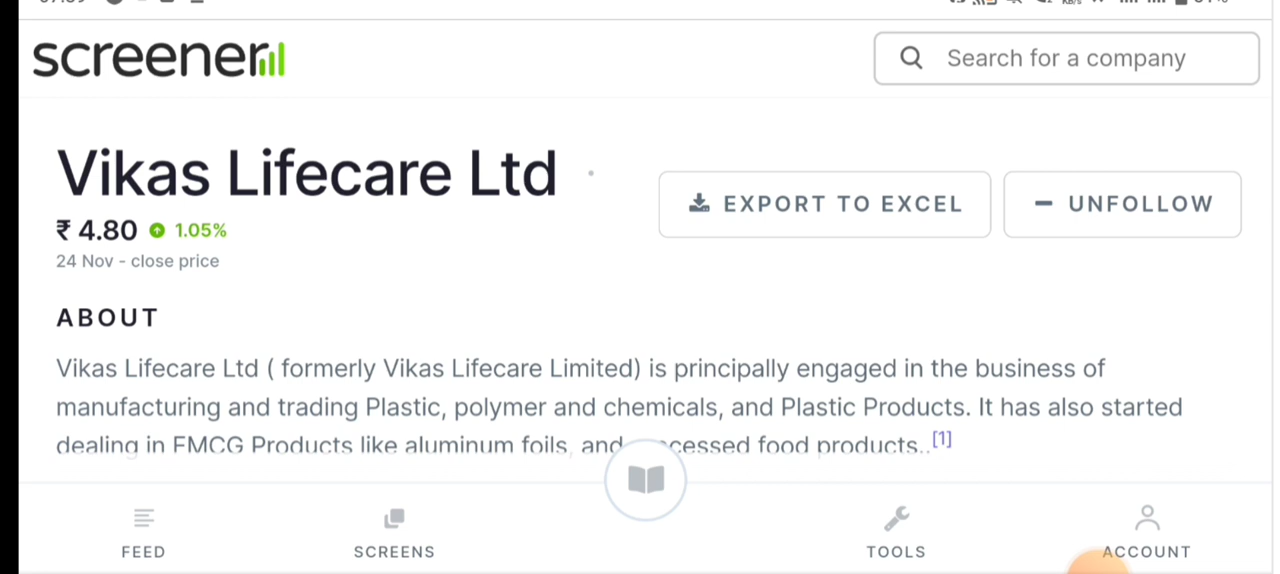 screener
Search for a company
Vikas Lifecare Ltd
EXPORT TO EXCEL
UNFOLLOW
₹ 4.80 1.05%
24 Nov - close price
ABOUT
Vikas Lifecare Ltd ( formerly Vikas Lifecare Limited) is principally engaged in the business of
manufacturing and trading Plastic, polymer and chemicals, and Plastic Products. It has also started
dealing in FMCG Products like aluminum foils, and food products..[1]
FEED
SCREENS
TOOLS
ACCOUNT